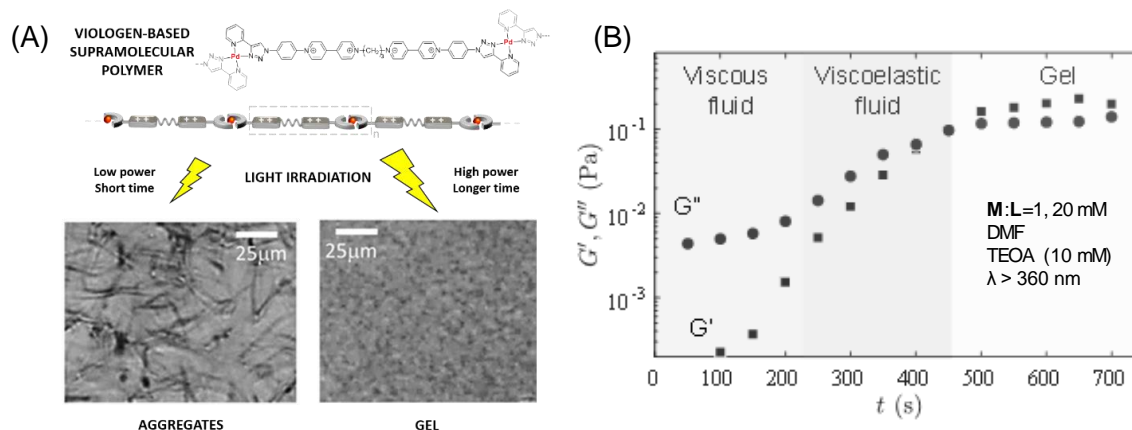 (A)
VIOLOGEN-BASED
SUPRAMOLECULAR
POLYMER
N
N
N
N
Pd
N
N
N
N
N
(CH2)3
N
N
N
N
N
N
Pd
N
N
N
N
++
++
++
++
++
++
n
Low power
Short time
LIGHT IRRADIATION
High power
Longer time
25μm
25μm
AGGREGATES
GEL
(B)
Viscous
fluid
Viscoelastic
fluid
Gel
G', G'' (Pa)
10-1
10-2
10-3
G''
G'
M:L=1, 20 mM
DMF
TEOA (10 mM)
λ > 360 nm
0 100 200 300 400 500 600 700
t (s)